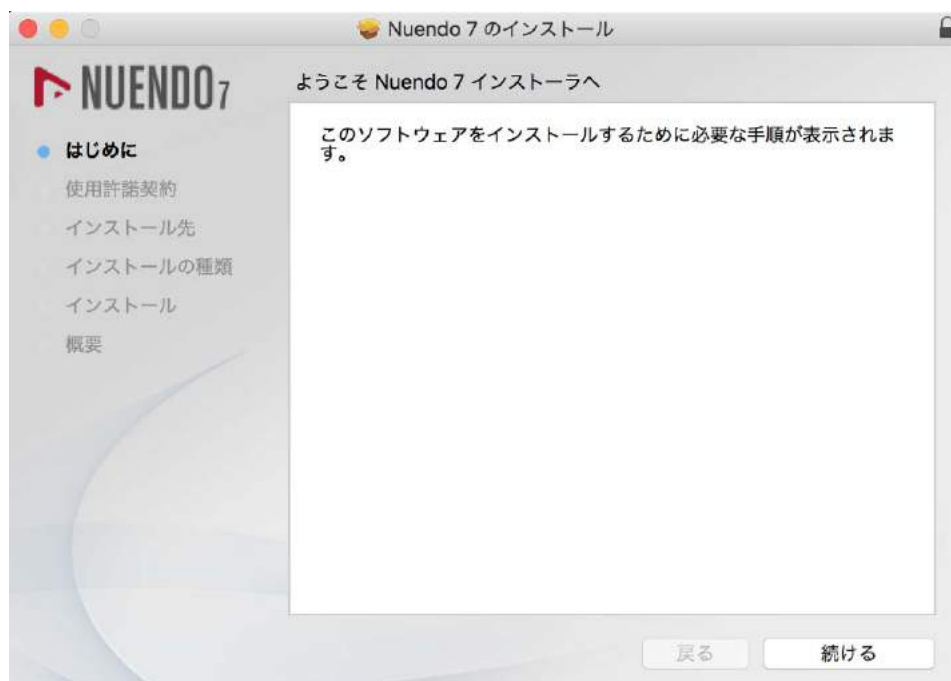 Nuendo 7 のインストール
NUENDO7
ようこそ Nuendo 7 インストーラへ
はじめに
使用許諾契約
インストール先
インストールの種類
インストール
概要
このソフトウェアをインストールするために必要な手順が表示されま
す。
戻る
続ける